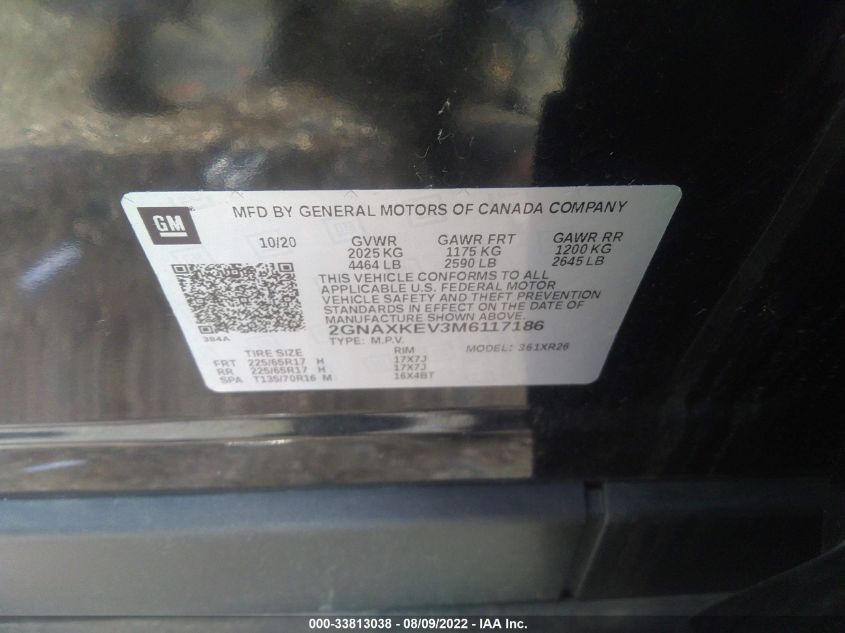 GM
MFD BY GENERAL MOTORS OF CANADA COMPANY
10/20 GVWR GAWR FRT GAWR RR
2025 KG 1175 KG 1200 KG
4464 LB 2590 LB 2645 LB
THIS VEHICLE CONFORMS TO ALL
APPLICABLE U.S. FEDERAL MOTOR
VEHICLE SAFETY AND THEFT PREVENTION
STANDARDS IN EFFECT ON THE DATE OF
MANUFACTURE SHOWN ABOVE.
384A 2GNAXKEV3M6117186
TYPE: M.P.V. MODEL: 361XR26
TIRE SIZE RIM
FRT 225/65R17 H 17X7J
RR 225/65R17 H 17X7J
SPA T135/70R16 M 16X4BT
000-33813038 - 08/09/2022 - IAA Inc.